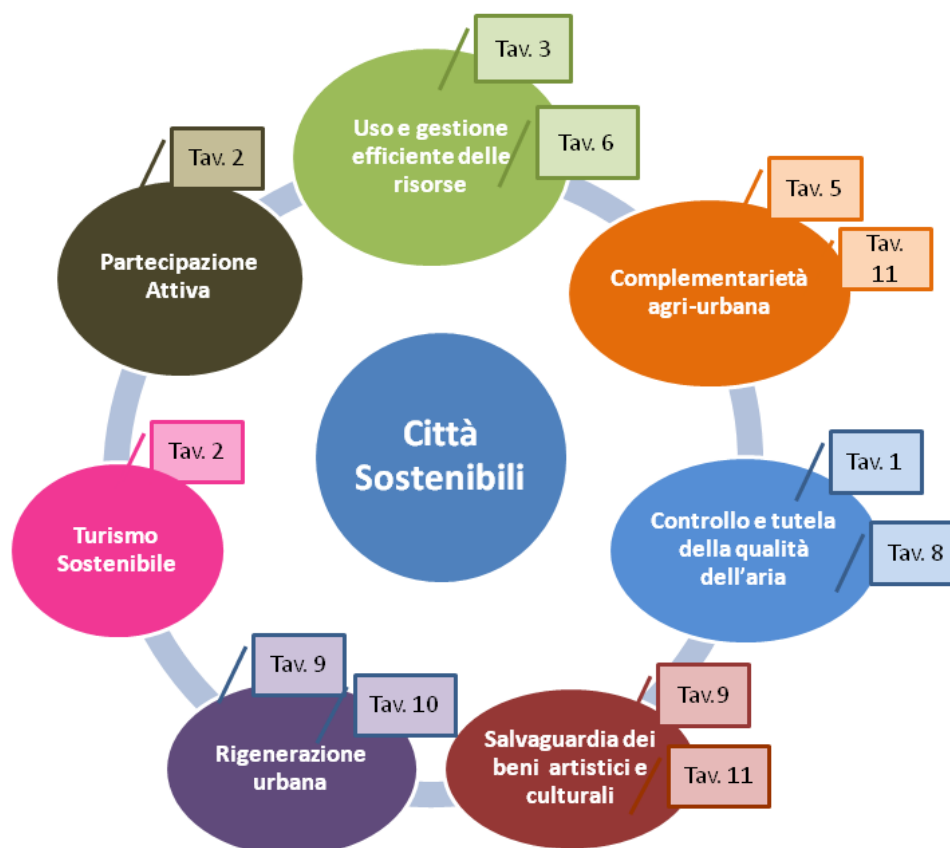 Tav. 3
Uso e gestione
efficiente delle
risorse
Tav. 6
Tav. 2
Partecipazione
Attiva
Tav. 5
Tav.
11
Complementarietà
agri-urbana
Città
Sostenibili
Tav. 2
Turismo
Sostenibile
Tav. 1
Controllo e tutela
della qualità
dell'aria
Tav. 8
Tav. 9
Tav. 10
Rigenerazione
urbana
Tav.9
Salvaguardia dei
beni artistici e
culturali
Tav. 11